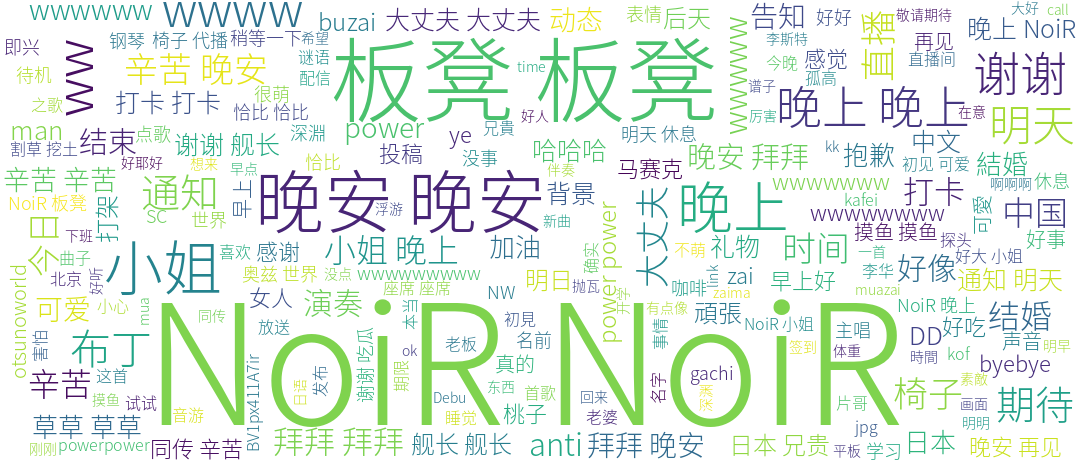 wwwwww
wwww
buzai
大丈夫 大丈夫
动态
表情
后天
告知
好好
敬请期待
大好
call
即兴
钢琴
椅子
代播
稍等一下
希望
李斯特
晚上 NoiR
待机
辛苦 晚安
谜语
板凳 板凳
wwwwwww
感觉
直播
再见
直播间
谢谢
www
配信
time
今晚
之歌
打卡 打卡
很萌
恰比 恰比
孤高
谱子
晚上 晚上
在意
man
结束
点歌
谢谢 舰长
深渊
power
ye
兄貴
好人
明天 休息
厉害
中文
明天
割草 挖土
好耶好
想来
恰比
投稿
没事
哈哈哈
伴奏
马赛克
晚安 拜拜
kk
抱歉
初见 可爱
結婚
辛苦 辛苦
通知
早点
早上
晚安 晚安
背景
wwwwwww
kafei
打卡
啊啊啊
休息
NoiR 板凳
打架
SC
世界
浮游
新曲
大丈夫
晚上
wwwwwwww
可愛
中国
下班
今日
小姐
喜欢
感谢
小姐 晚上
加油
power power
确实
不萌
礼物
时间
摸鱼 摸鱼
探头
一首
好事
曲子
北京
好听
奥兹 世界
没点
wwwwwwwwww
座席 座席
明日
抛瓦
咖啡
link
zai
早上好
李华
好像
好大 小姐
通知 明天
otsunoworld
可爱
小心
mua
同传
女人
演奏
本当
NW
开学
有点像
zaima
muazai
NoiR 晚上
害怕
布丁
放送
初見
名前
事情
頑張
NoiR 小姐
主唱
DD
好吃
结婚
辛苦
这首
BV1px411A7ir
日語
发布
谢谢 吃瓜
ok
老板
真的
签到
体重
時間
kof
声音
明早
byebye
NoiR NoiR
摸鱼
试试
音游
期限
Debu
东西
首歌
回来
名字
gachi
椅子
素敵
画面
期待
草草 草草
睡觉
桃子
老婆
片哥
明明
刚刚
powerpower
同传 辛苦
拜拜 拜拜
舰长 舰长
anti
拜拜 晚安
日本 兄贵
jpg
平板
学习
日本
晚安 再见